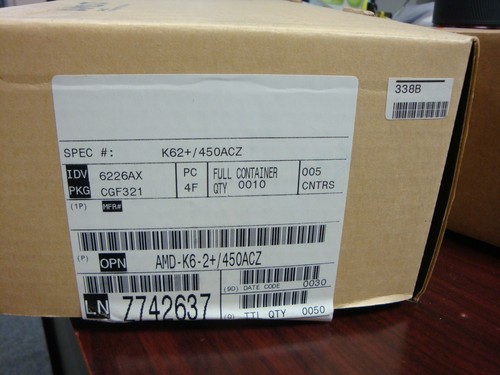 338B
SPEC #: K62+/450ACZ
IDV 6226AX PC FULL CONTAINER 005
PKG CGF321 4F QTY 0010 CNTRS
(1P) MFR#
(P) OPN AMD-K6-2+/450ACZ
(9D) DATE CODE 0030
LN 7742637
(Q) TTL QTY 0050